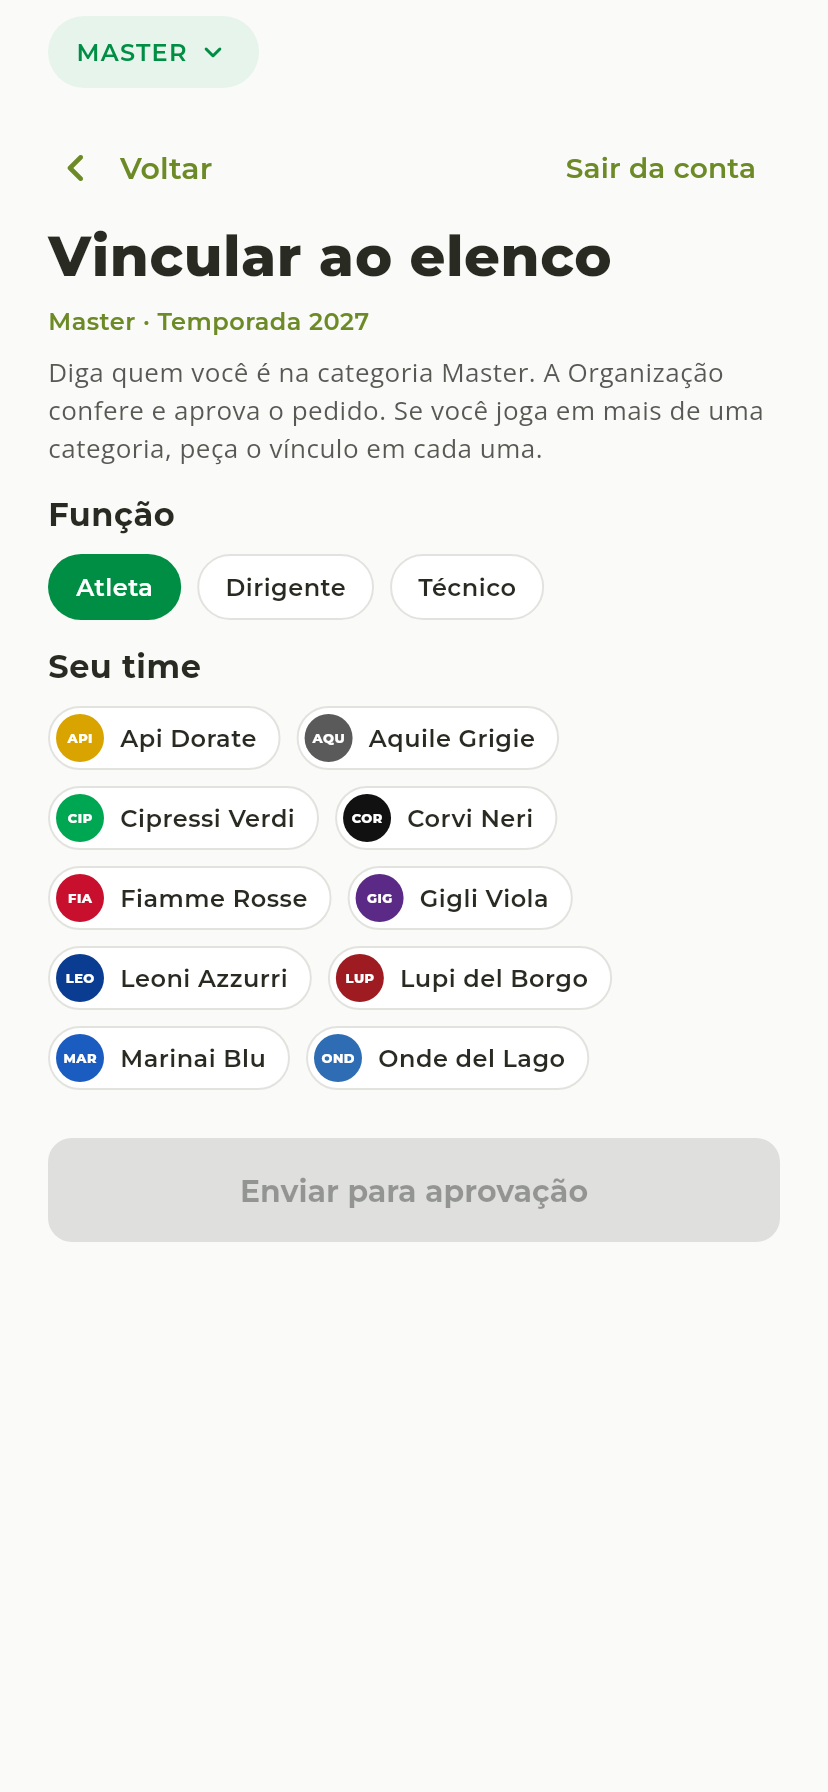 MASTER
Voltar
Sair da conta
Vincular ao elenco
Master · Temporada 2027
Diga quem você é na categoria Master. A Organização
confere e aprova o pedido. Se você joga em mais de uma
categoria, peça o vínculo em cada uma.
Função
Atleta
Dirigente
Técnico
Seu time
API Api Dorate
AQU Aquile Grigie
CIP Cipressi Verdi
COR Corvi Neri
FIA Fiamme Rosse
GIG Gigli Viola
LEO Leoni Azzurri
LUP Lupi del Borgo
MAR Marinai Blu
OND Onde del Lago
Enviar para aprovação